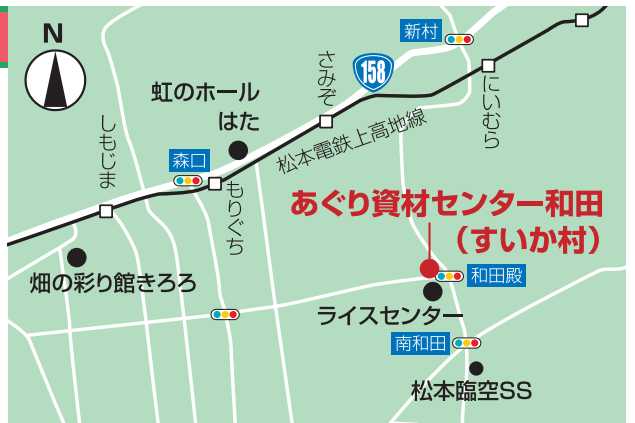 N
新村
158
さみぞ
にいむら
虹のホール
はた
松本電鉄上高地線
しもじま
森口
もりぐち
あぐり資材センター和田
（すいか村）
和田殿
畑の彩り館きろろ
ライスセンター
南和田
松本臨空SS